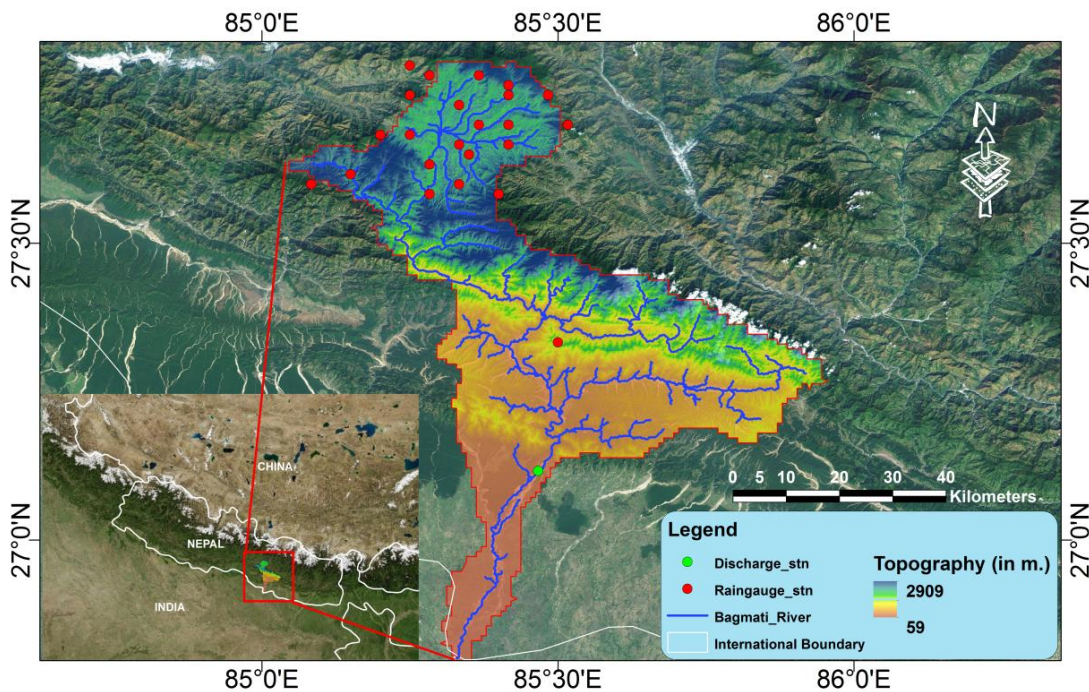 85°0'E 85°30'E 86°0'E
N
27°30'N 27°30'N
CHINA
NEPAL
INDIA
0 5 10 20 30 40
Kilometers
27°0'N 27°0'N
Legend
Discharge_stn
Raingauge_stn
Bagmati_River
International Boundary
Topography (in m.)
2909
59
85°0'E 85°30'E 86°0'E